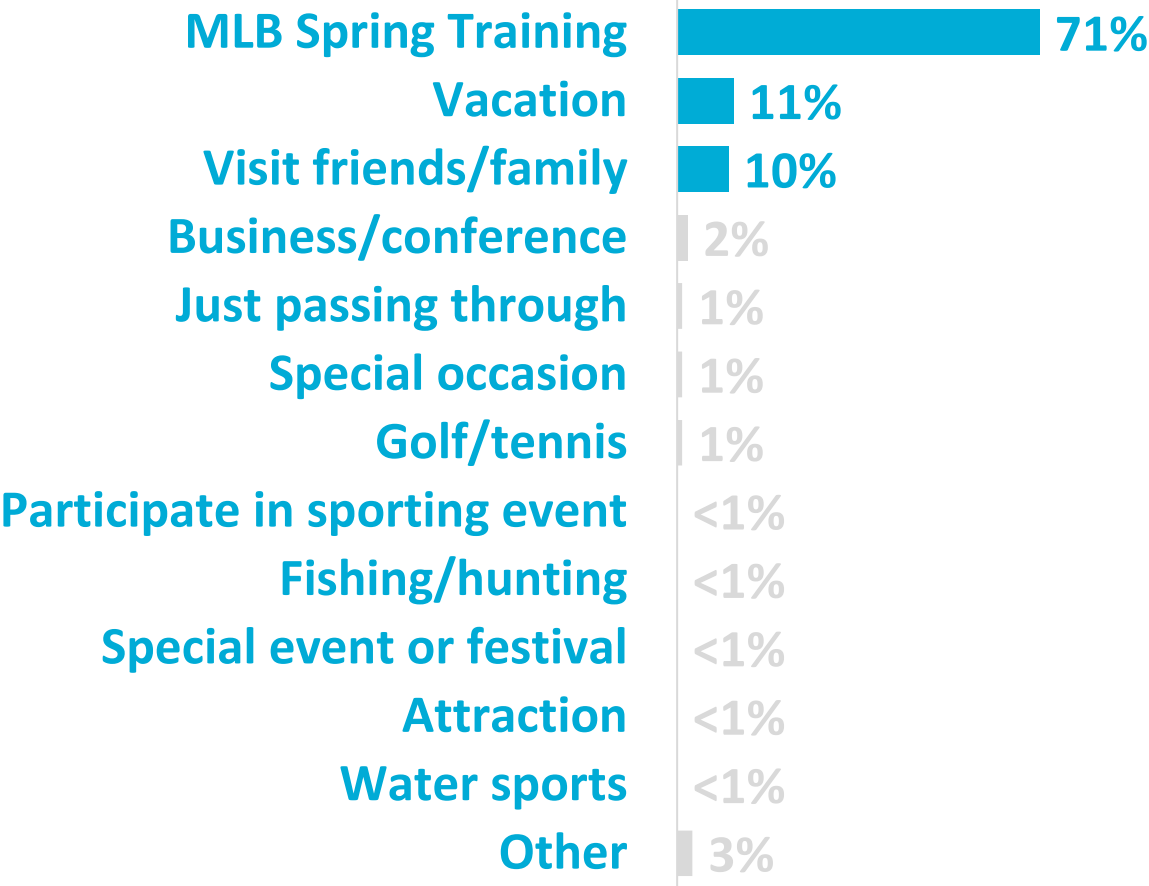 MLB Spring Training 71%
Vacation 11%
Visit friends/family 10%
Business/conference 2%
Just passing through 1%
Special occasion 1%
Golf/tennis 1%
Participate in sporting event <1%
Fishing/hunting <1%
Special event or festival <1%
Attraction <1%
Water sports <1%
Other 3%